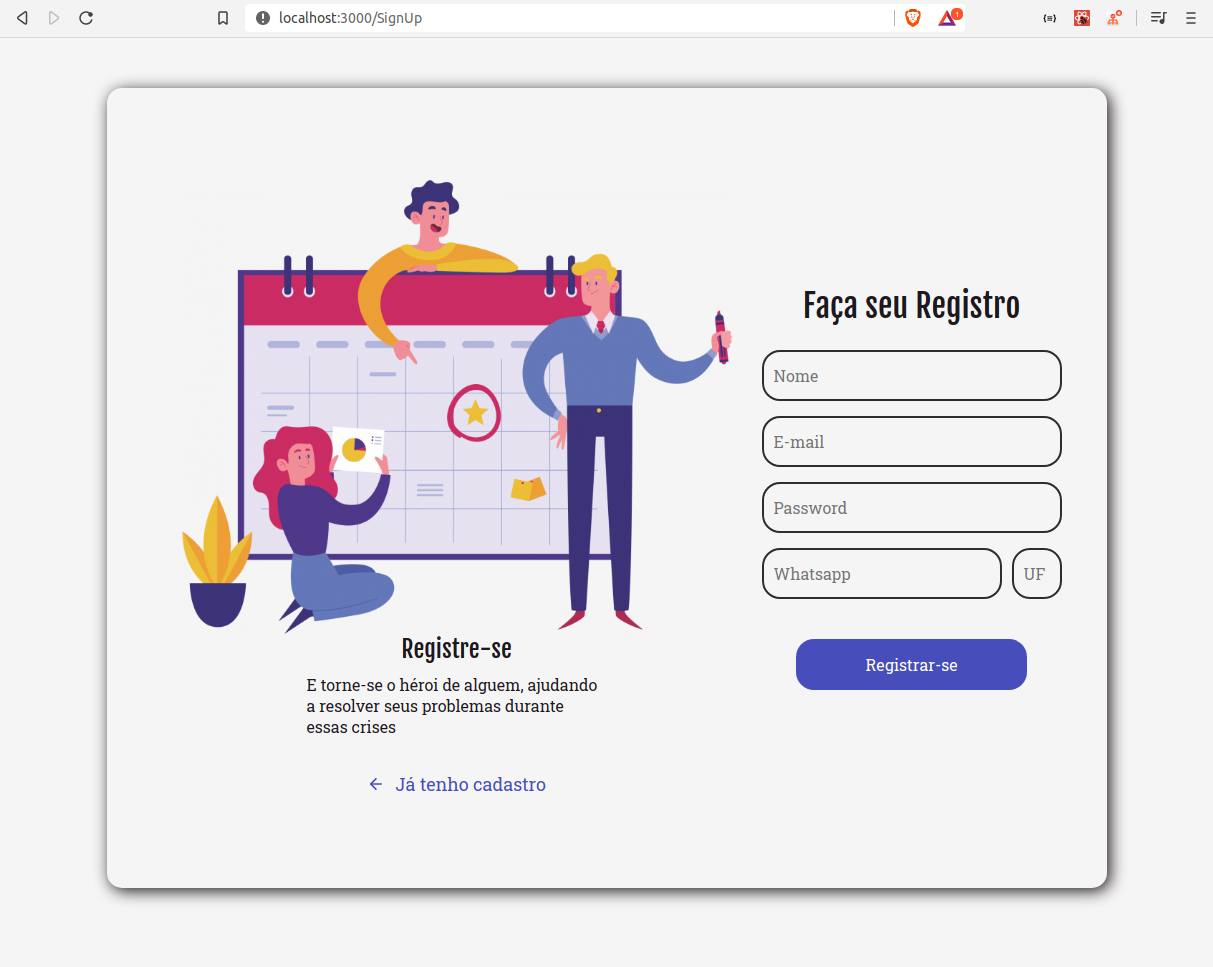 localhost:3000/SignUp
1
Faça seu Registro
Nome
E-mail
Password
Whatsapp
UF
Registrar-se
Registre-se
E torne-se o héroi de alguem, ajudando
a resolver seus problemas durante
essas crises
← Já tenho cadastro